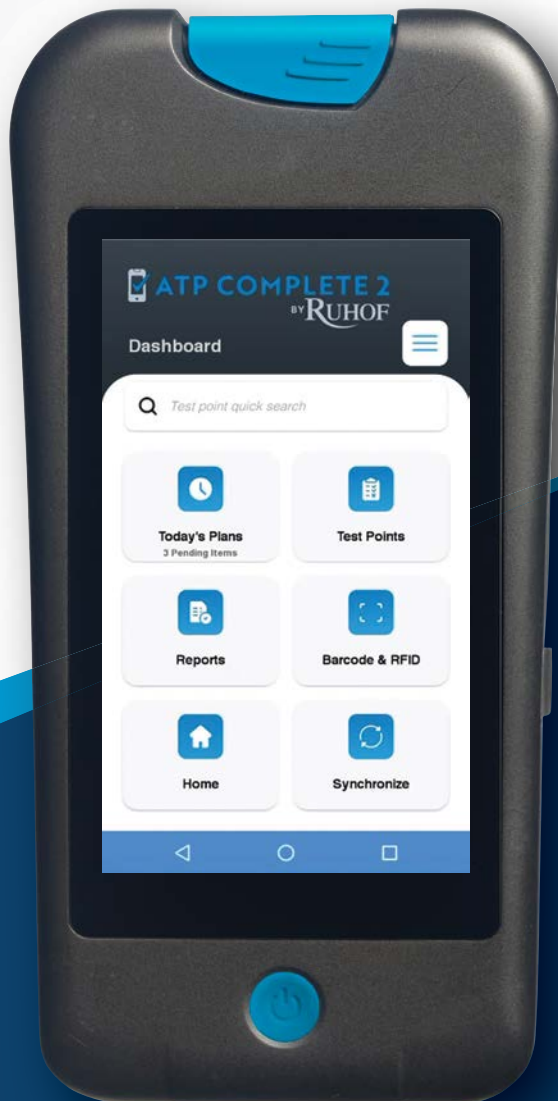 ATP COMPLETE 2
BY RUHOF
Dashboard
Test point quick search
Today's Plans
3 Pending Items
Test Points
Reports
Barcode & RFID
Home
Synchronize